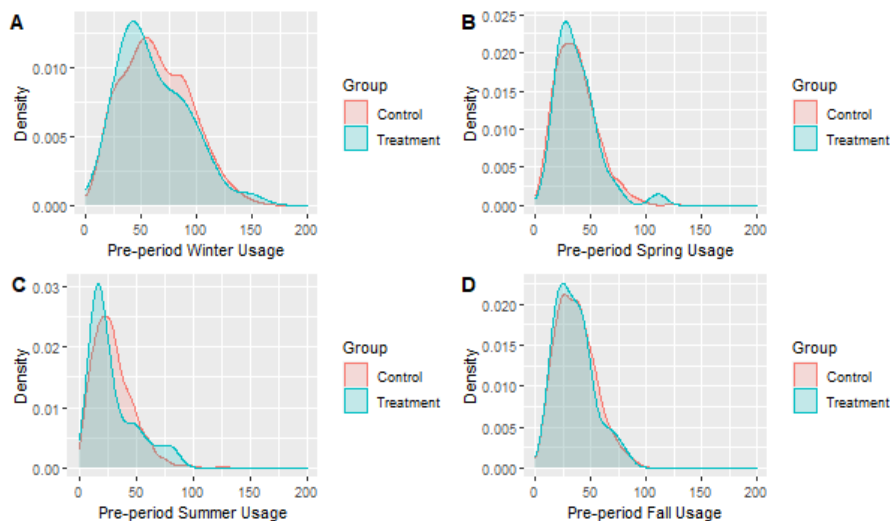 A
0.010
0.005
0.000
Density
0 50 100 150 200
Pre-period Winter Usage
Group
Control
Treatment
B
0.025
0.020
0.015
0.010
0.005
0.000
Density
0 50 100 150 200
Pre-period Spring Usage
Group
Control
Treatment
C
0.03
0.02
0.01
0.00
Density
0 50 100 150 200
Pre-period Summer Usage
Group
Control
Treatment
D
0.020
0.015
0.010
0.005
0.000
Density
0 50 100 150 200
Pre-period Fall Usage
Group
Control
Treatment